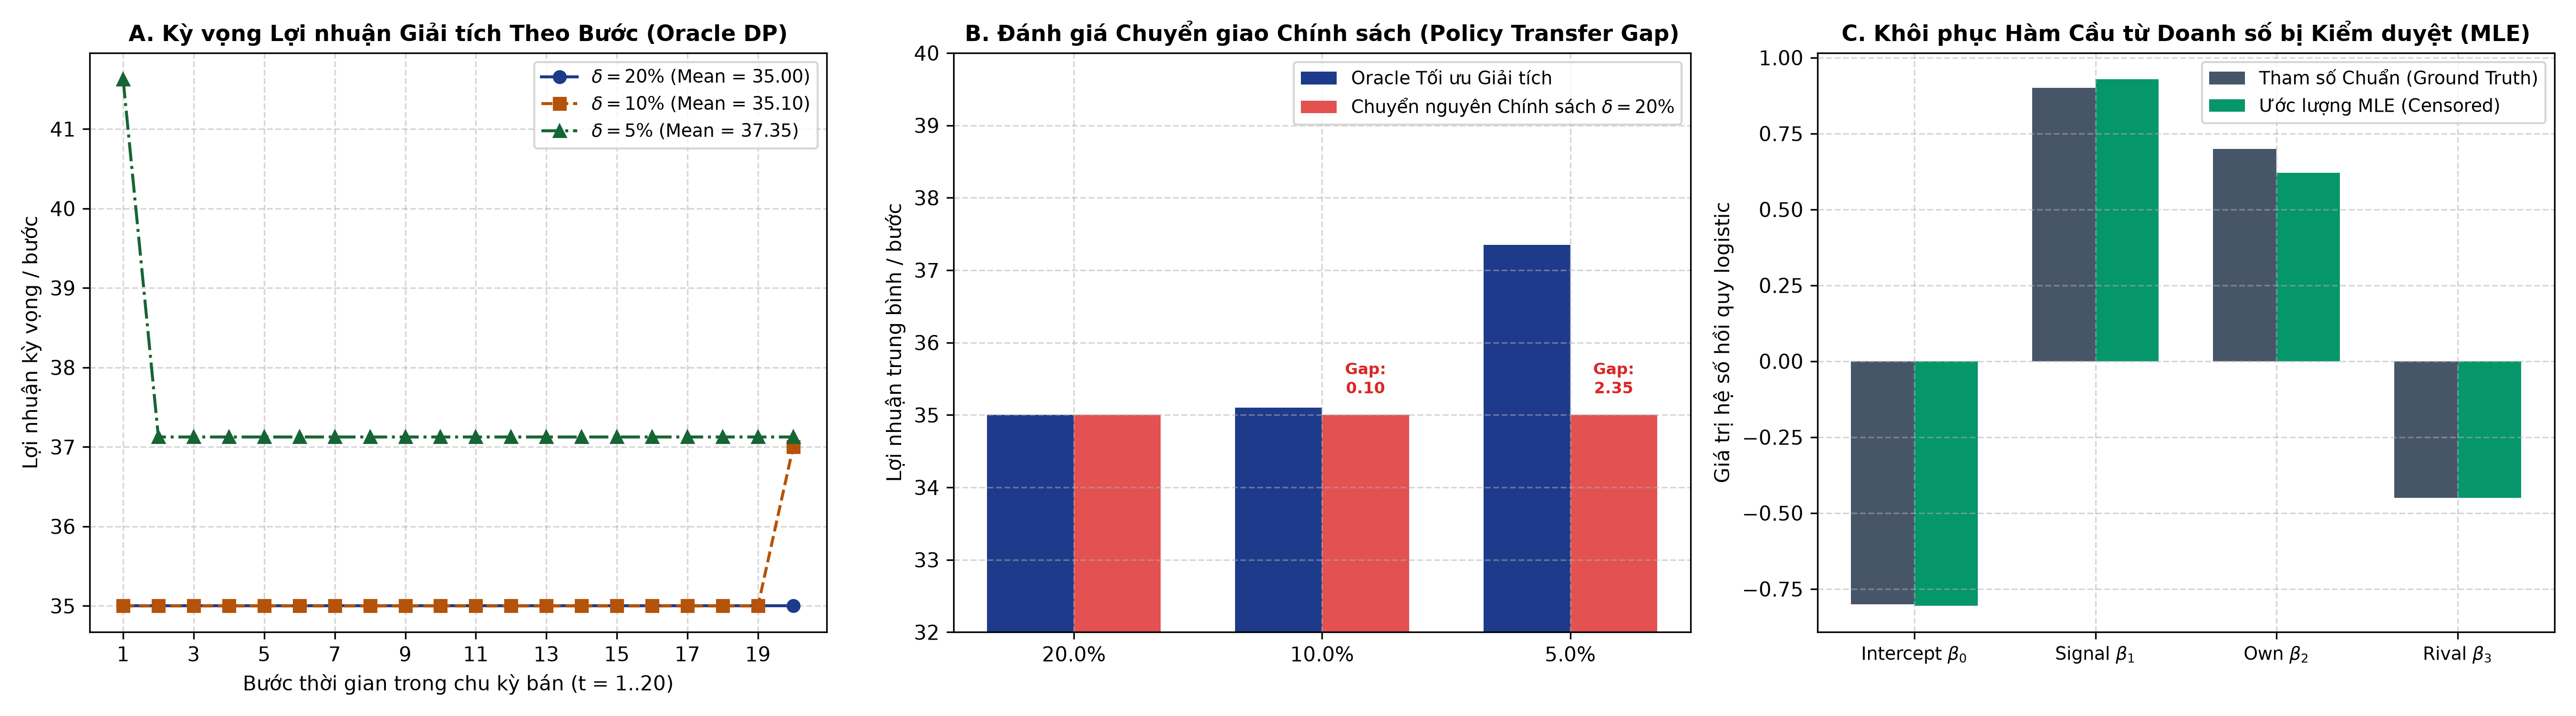 A. Kỳ vọng Lợi nhuận Giải tích Theo Bước (Oracle DP)
Lợi nhuận kỳ vọng / bước
41
40
39
38
37
36
35
δ = 20% (Mean = 35.00)
δ = 10% (Mean = 35.10)
δ = 5% (Mean = 37.35)
1 3 5 7 9 11 13 15 17 19
Bước thời gian trong chu kỳ bán (t = 1..20)
B. Đánh giá Chuyển giao Chính sách (Policy Transfer Gap)
Lợi nhuận trung bình / bước
40
39
38
37
36
35
34
33
32
Oracle Tối ưu Giải tích
Chuyển nguyên Chính sách δ = 20%
Gap:
0.10
Gap:
2.35
20.0% 10.0% 5.0%
C. Khôi phục Hàm Cầu từ Doanh số bị Kiểm duyệt (MLE)
Giá trị hệ số hồi quy logistic
1.00
0.75
0.50
0.25
0.00
−0.25
−0.50
−0.75
Tham số Chuẩn (Ground Truth)
Ước lượng MLE (Censored)
Intercept β0 Signal β1 Own β2 Rival β3